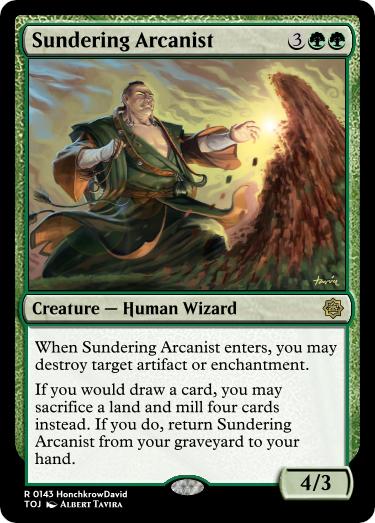 Sundering Arcanist 3
tavira
Creature — Human Wizard
When Sundering Arcanist enters, you may
destroy target artifact or enchantment.
If you would draw a card, you may
sacrifice a land and mill four cards
instead. If you do, return Sundering
Arcanist from your graveyard to your
hand.
4/3
R 0143 HonchkrowDavid
TOJ Albert Tavira